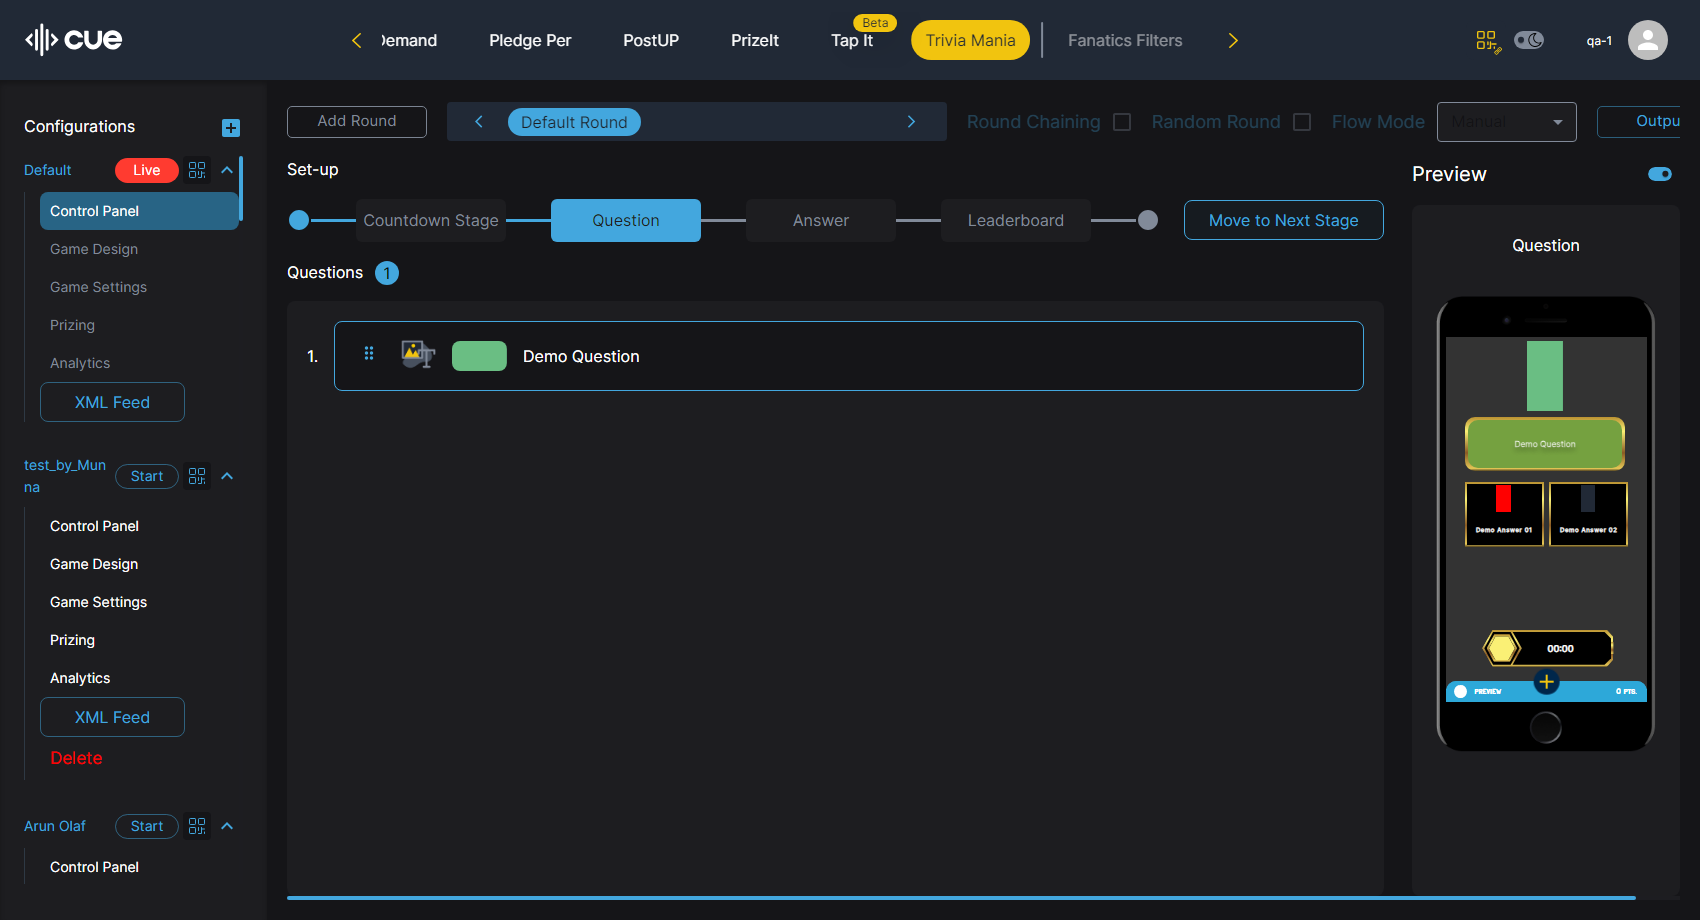 cue
Demand
Pledge Per
PostUP
PrizeIt
Tap It
Beta
Trivia Mania
Fanatics Filters
qa-1
Configurations
Default
Live
Control Panel
Game Design
Game Settings
Prizing
Analytics
XML Feed
test_by_Mun
na
Start
Control Panel
Game Design
Game Settings
Prizing
Analytics
XML Feed
Delete
Arun Olaf
Start
Control Panel
Add Round
Default Round
Round Chaining
Random Round
Flow Mode
Manual
Outpu
Set-up
Countdown Stage
Question
Answer
Leaderboard
Move to Next Stage
Questions 1
1.
Demo Question
Preview
Question
Demo Question
Demo Answer 01
Demo Answer 02
00:00
PREVIEW
0 PTS.